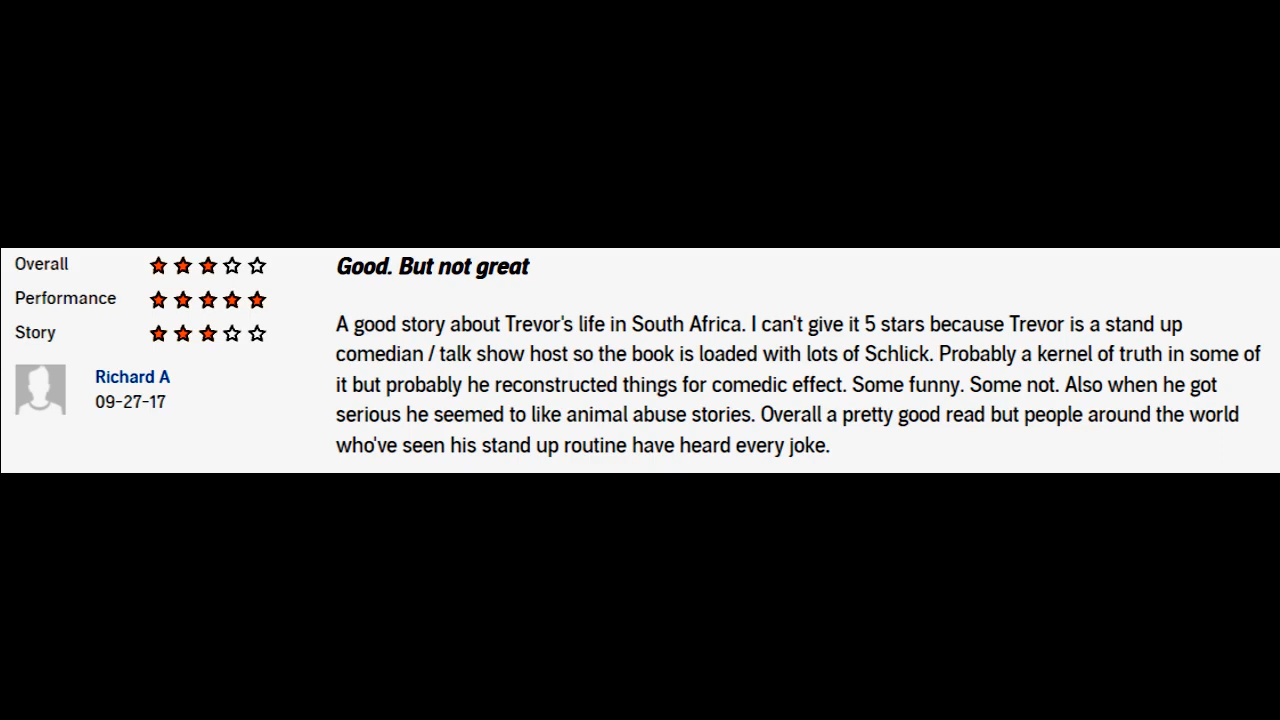 Overall
Performance
Story
Richard A
09-27-17
Good. But not great
A good story about Trevor's life in South Africa. I can't give it 5 stars because Trevor is a stand up
comedian / talk show host so the book is loaded with lots of Schlick. Probably a kernel of truth in some of
it but probably he reconstructed things for comedic effect. Some funny. Some not. Also when he got
serious he seemed to like animal abuse stories. Overall a pretty good read but people around the world
who've seen his stand up routine have heard every joke.